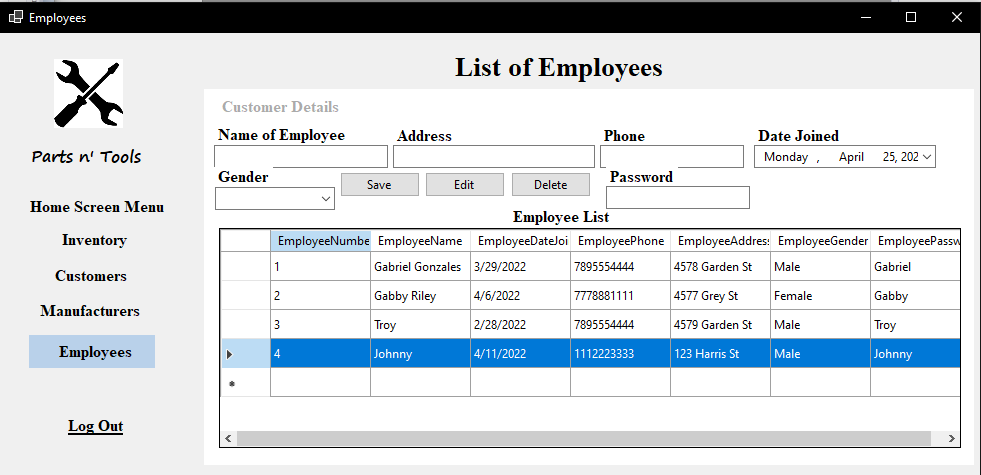 Employees
List of Employees
Parts n' Tools
Home Screen Menu
Inventory
Customers
Manufacturers
Employees
Log Out
Customer Details
Name of Employee Address Phone Date Joined
Monday , April 25, 202
Gender Save Edit Delete Password
Employee List
EmployeeNumbe EmployeeName EmployeeDateJoi EmployeePhone EmployeeAddress EmployeeGender EmployeePassw
1 Gabriel Gonzales 3/29/2022 7895554444 4578 Garden St Male Gabriel
2 Gabby Riley 4/6/2022 7778881111 4577 Grey St Female Gabby
3 Troy 2/28/2022 7895554444 4579 Garden St Male Troy
4 Johnny 4/11/2022 1112223333 123 Harris St Male Johnny